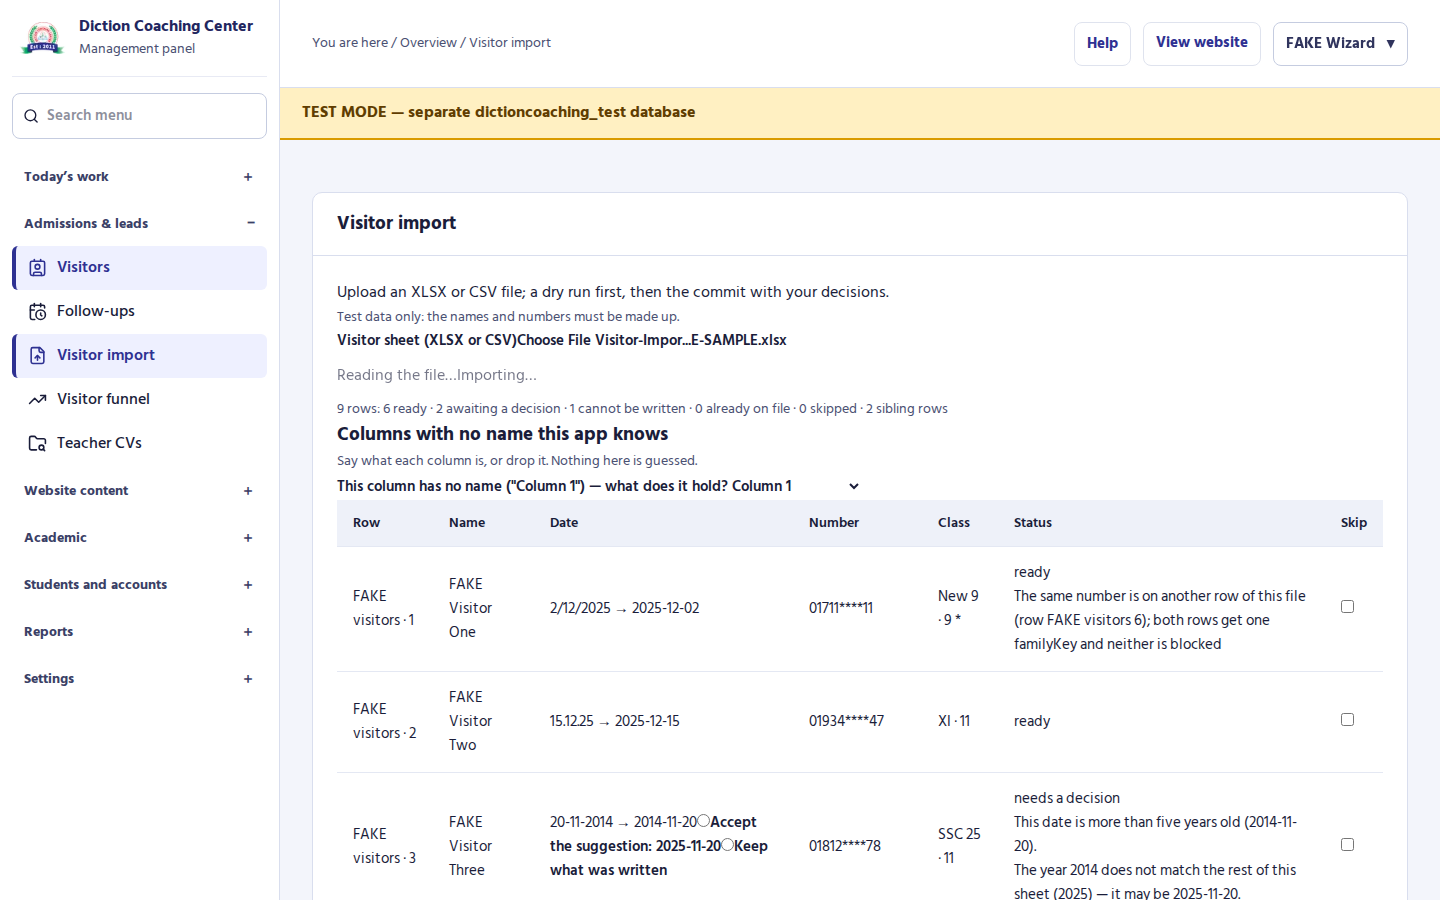 Diction Coaching Center
Management panel
Est : 2011
Search menu
Today's work +
Admissions & leads −
Visitors
Follow-ups
Visitor import
Visitor funnel
Teacher CVs
Website content +
Academic +
Students and accounts +
Reports +
Settings +
You are here / Overview / Visitor import
Help
View website
FAKE Wizard ▼
TEST MODE — separate dictioncoaching_test database
Visitor import
Upload an XLSX or CSV file; a dry run first, then the commit with your decisions.
Test data only: the names and numbers must be made up.
Visitor sheet (XLSX or CSV)Choose File Visitor-Impor...E-SAMPLE.xlsx
Reading the file...Importing...
9 rows: 6 ready · 2 awaiting a decision · 1 cannot be written · 0 already on file · 0 skipped · 2 sibling rows
Columns with no name this app knows
Say what each column is, or drop it. Nothing here is guessed.
This column has no name ("Column 1") — what does it hold? Column 1
Row Name Date Number Class Status Skip
FAKE
visitors · 1
FAKE
Visitor
One
2/12/2025 → 2025-12-02
01711****11
New 9
· 9 *
ready
The same number is on another row of this file
(row FAKE visitors 6); both rows get one
familyKey and neither is blocked
FAKE
visitors · 2
FAKE
Visitor
Two
15.12.25 → 2025-12-15
01934****47
XI · 11
ready
FAKE
visitors · 3
FAKE
Visitor
Three
20-11-2014 → 2014-11-20 Accept
the suggestion: 2025-11-20 Keep
what was written
01812****78
SSC 25
· 11
needs a decision
This date is more than five years old (2014-11-
20).
The year 2014 does not match the rest of this
sheet (2025) — it may be 2025-11-20.